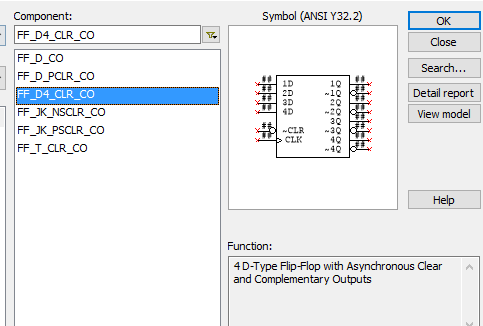 Component:
FF_D4_CLR_CO
FF_D_CO
FF_D_PCLR_CO
FF_D4_CLR_CO
FF_JK_NSCLR_CO
FF_JK_PSCLR_CO
FF_T_CLR_CO
Symbol (ANSI Y32.2)
## 1D 1Q ##
## 2D ~1Q ##
## 3D 2Q ##
## 4D ~2Q ##
3Q ##
## ~CLR ~3Q ##
## CLK 4Q ##
~4Q ##
Function:
4 D-Type Flip-Flop with Asynchronous Clear
and Complementary Outputs
OK
Close
Search...
Detail report
View model
Help